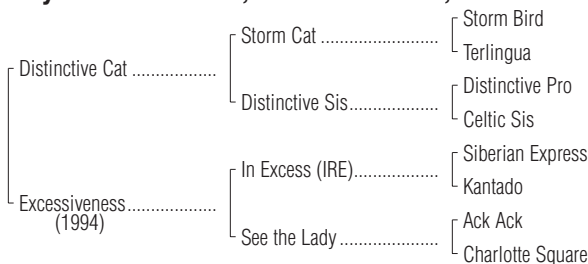 Storm Bird
Storm Cat ..........................
Terlingua
Distinctive Cat ...................
Distinctive Pro
Distinctive Sis....................
Celtic Sis
Siberian Express
In Excess (IRE)...................
Kantado
Excessiveness....................
(1994)
Ack Ack
See the Lady ......................
Charlotte Square